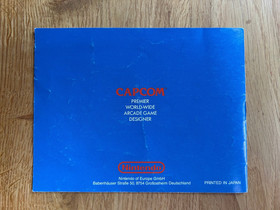 CAPCOM
PREMIER
WORLD-WIDE
ARCADE GAME
DESIGNER
Nintendo
Nintendo of Europe GmbH
Babenhäuser Straße 50, 8754 Großostheim Deutschland
PRINTED IN JAPAN